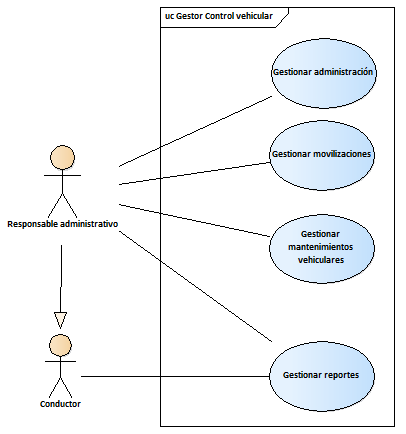 uc Gestor Control vehicular
Gestionar administración
Gestionar movilizaciones
Responsable administrativo
Gestionar
mantenimientos
vehiculares
Gestionar reportes
Conductor